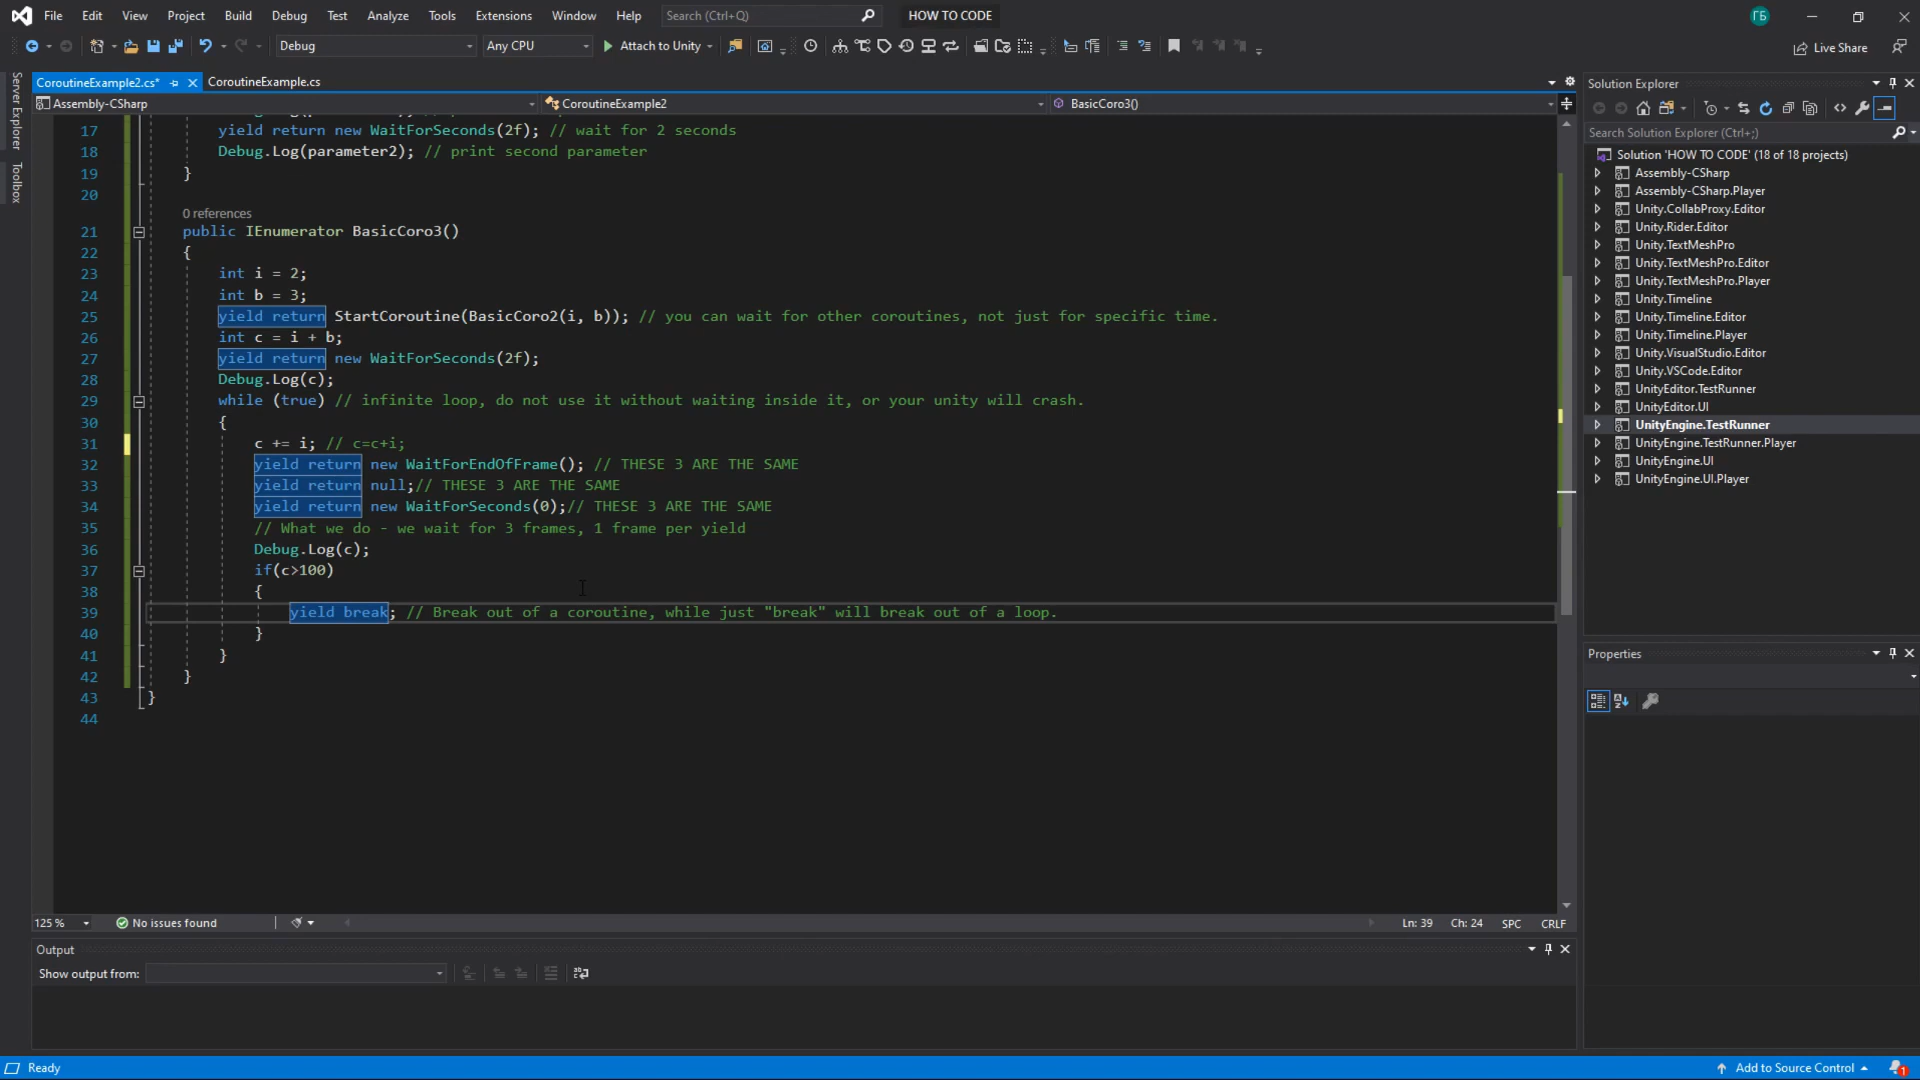 File Edit View Project Build Debug Test Analyze Tools Extensions Window Help Search (Ctrl+Q) HOW TO CODE ГБ
Debug Any CPU Attach to Unity Live Share
Server Explorer
Toolbox
CoroutineExample2.cs* CoroutineExample.cs
Assembly-CSharp CoroutineExample2 BasicCoro3()
17 yield return new WaitForSeconds(2f); // wait for 2 seconds
18 Debug.Log(parameter2); // print second parameter
19 }
20
0 references
21 public IEnumerator BasicCoro3()
22 {
23 int i = 2;
24 int b = 3;
25 yield return StartCoroutine(BasicCoro2(i, b)); // you can wait for other coroutines, not just for specific time.
26 int c = i + b;
27 yield return new WaitForSeconds(2f);
28 Debug.Log(c);
29 while (true) // infinite loop, do not use it without waiting inside it, or your unity will crash.
30 {
31 c += i; // c=c+i;
32 yield return new WaitForEndOfFrame(); // THESE 3 ARE THE SAME
33 yield return null;// THESE 3 ARE THE SAME
34 yield return new WaitForSeconds(0);// THESE 3 ARE THE SAME
35 // What we do - we wait for 3 frames, 1 frame per yield
36 Debug.Log(c);
37 if(c>100)
38 {
39 yield break; // Break out of a coroutine, while just "break" will break out of a loop.
40 }
41 }
42 }
43 }
44
125 % No issues found Ln: 39 Ch: 24 SPC CRLF
Output
Show output from:
Ready Add to Source Control 1
Solution Explorer
Search Solution Explorer (Ctrl+;)
Solution 'HOW TO CODE' (18 of 18 projects)
Assembly-CSharp
Assembly-CSharp.Player
Unity.CollabProxy.Editor
Unity.Rider.Editor
Unity.TextMeshPro
Unity.TextMeshPro.Editor
Unity.TextMeshPro.Player
Unity.Timeline
Unity.Timeline.Editor
Unity.Timeline.Player
Unity.VisualStudio.Editor
Unity.VSCode.Editor
UnityEditor.TestRunner
UnityEditor.UI
UnityEngine.TestRunner
UnityEngine.TestRunner.Player
UnityEngine.UI
UnityEngine.UI.Player
Properties